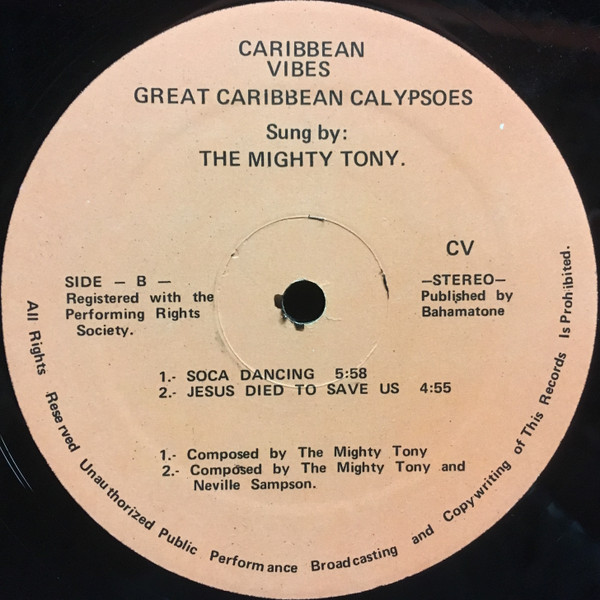 CARIBBEAN
VIBES
GREAT CARIBBEAN CALYPSOES
Sung by:
THE MIGHTY TONY.
CV
SIDE — B —
Registered with the
Performing Rights
Society.
—STEREO—
Published by
Bahamatone
1.- SOCA DANCING 5:58
2.- JESUS DIED TO SAVE US 4:55
1.- Composed by The Mighty Tony
2.- Composed by The Mighty Tony and
Neville Sampson.
All Rights Reserved Unauthorized Public Performance Broadcasting and Copywriting of This Records Is Prohibited.